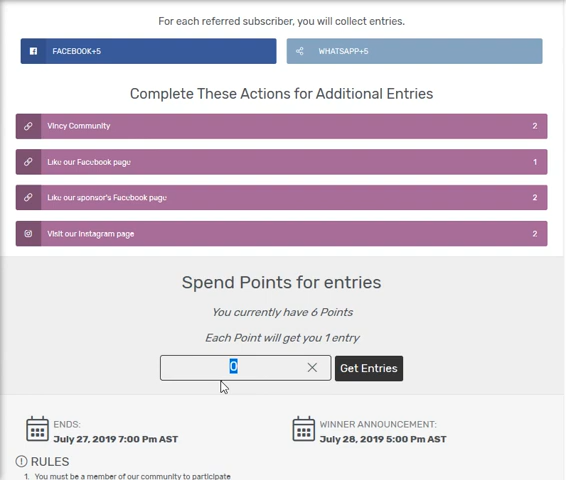 For each referred subscriber, you will collect entries.
FACEBOOK+5
WHATSAPP+5
Complete These Actions for Additional Entries
Vincy Community 2
Like our Facebook page 1
Like our sponsor's Facebook page 2
Visit our Instagram page 2
Spend Points for entries
You currently have 6 Points
Each Point will get you 1 entry
0
Get Entries
ENDS:
July 27, 2019 7:00 Pm AST
WINNER ANNOUNCEMENT:
July 28, 2019 5:00 Pm AST
RULES
1. You must be a member of our community to participate